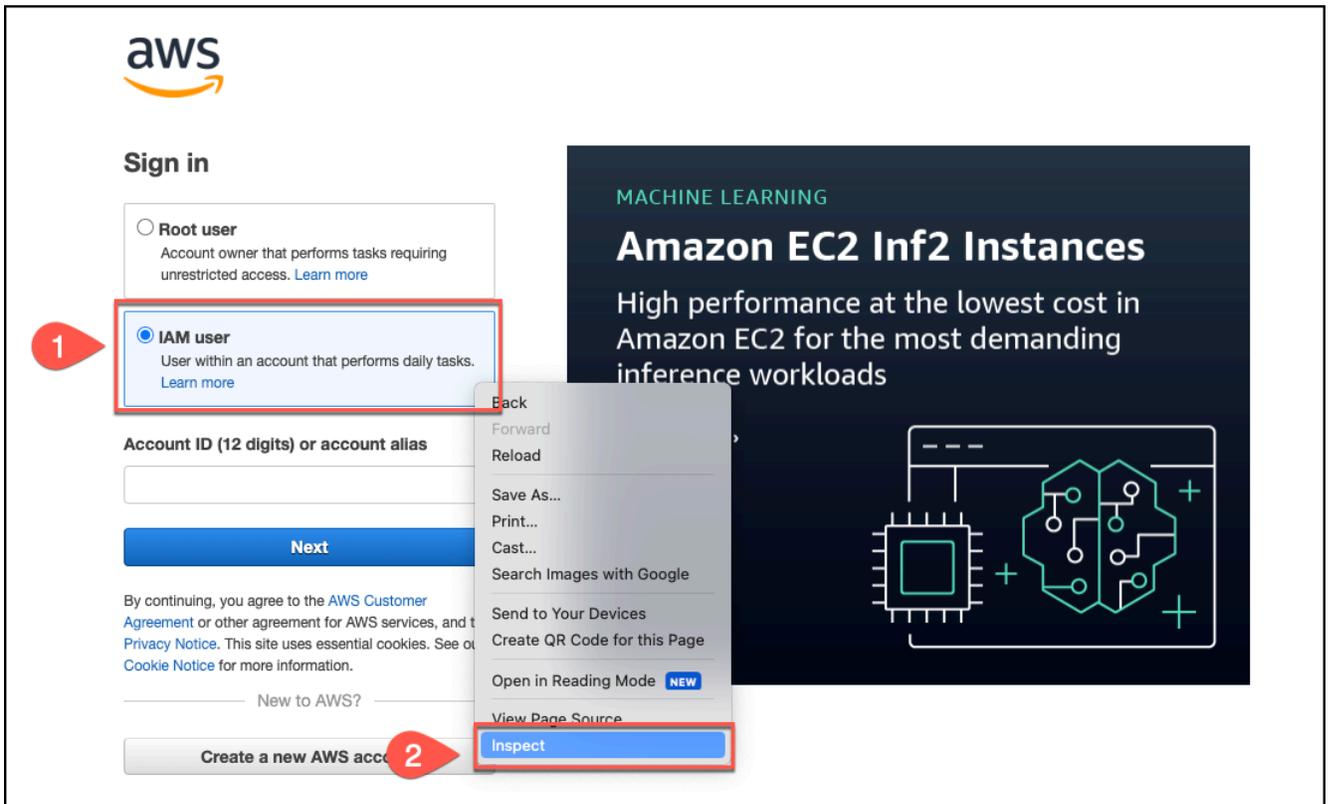 aws
Sign in
Root user
Account owner that performs tasks requiring
unrestricted access. Learn more
1
IAM user
User within an account that performs daily tasks.
Learn more
Account ID (12 digits) or account alias
Next
By continuing, you agree to the AWS Customer
Agreement or other agreement for AWS services, and
Privacy Notice. This site uses essential cookies. See
Cookie Notice for more information.
New to AWS?
Create a new AWS
MACHINE LEARNING
Amazon EC2 Inf2 Instances
High performance at the lowest cost in
Amazon EC2 for the most demanding
inference workloads
Back
Forward
Reload
Save As...
Print...
Cast...
Search Images with Google
Send to Your Devices
Create QR Code for this Page
Open in Reading Mode NEW
View Page Source
2
Inspect